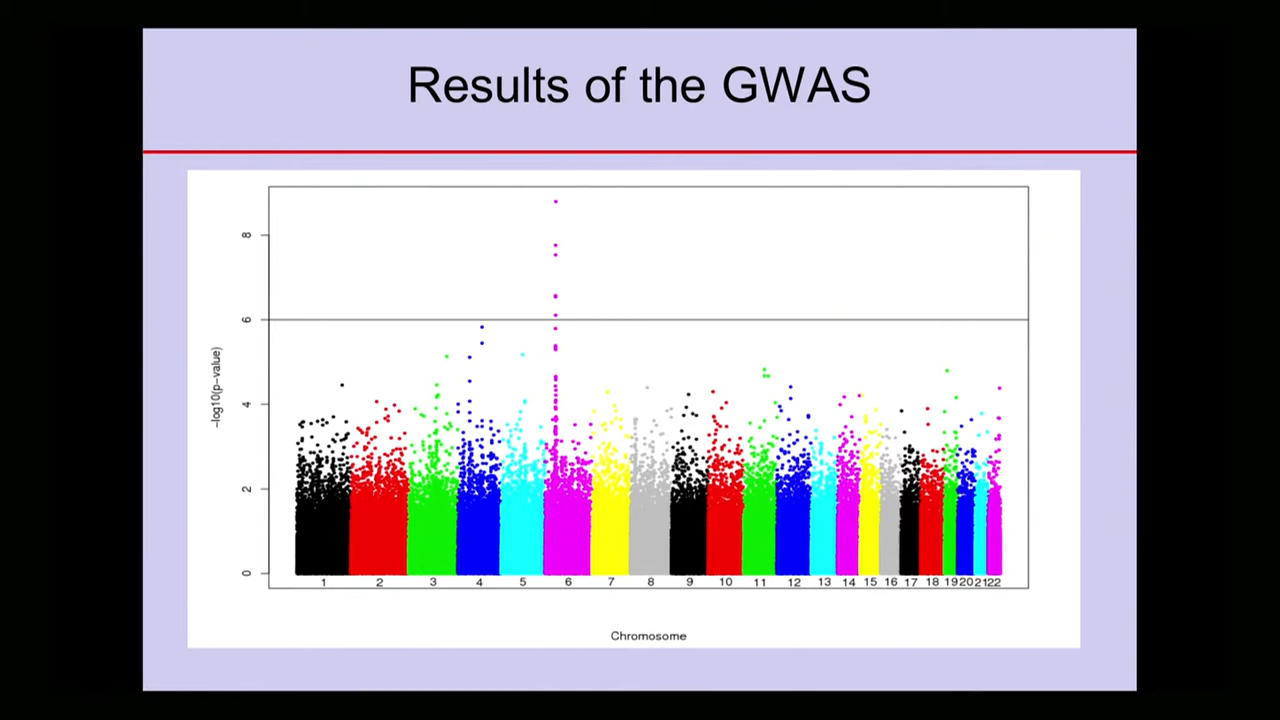 Results of the GWAS
8
6
4
2
0
-log10(p-value)
1 2 3 4 5 6 7 8 9 10 11 12 13 14 15 16 17 18 19 20 21 22
Chromosome